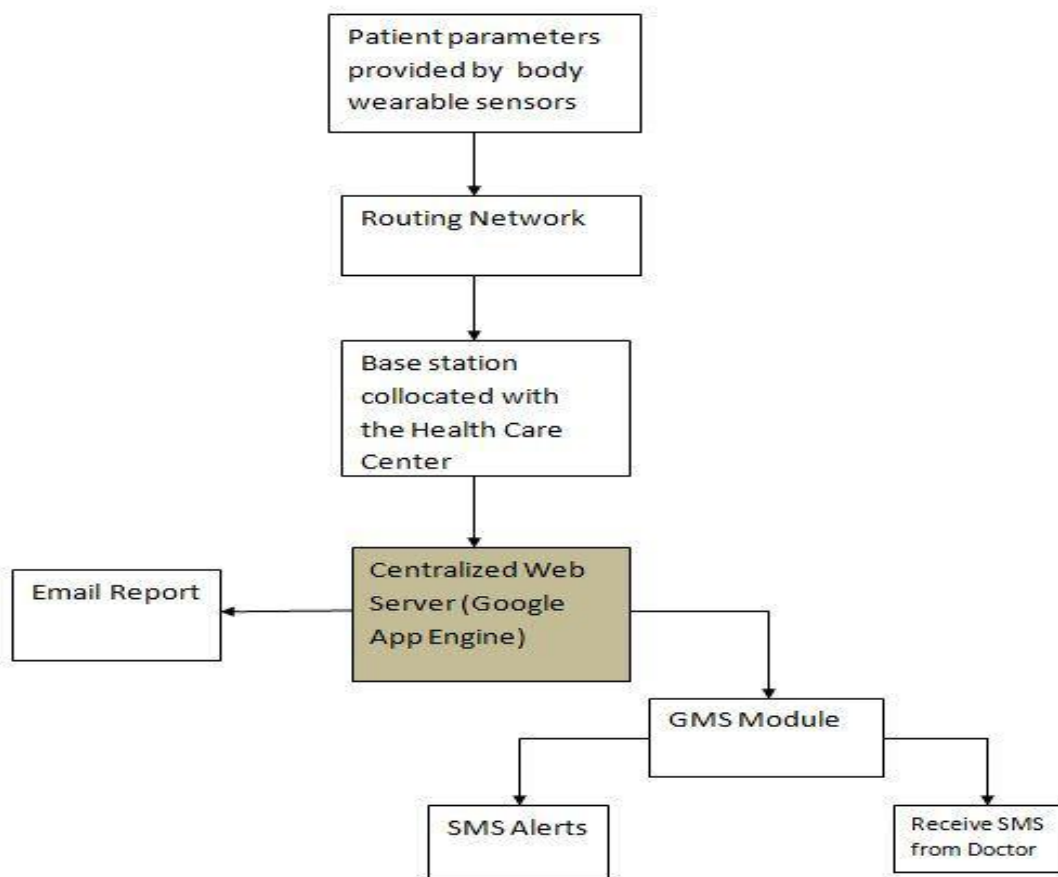 Patient parameters
provided by body
wearable sensors
Routing Network
Base station
collocated with
the Health Care
Center
Centralized Web
Server (Google
App Engine)
Email Report
GMS Module
SMS Alerts
Receive SMS
from Doctor